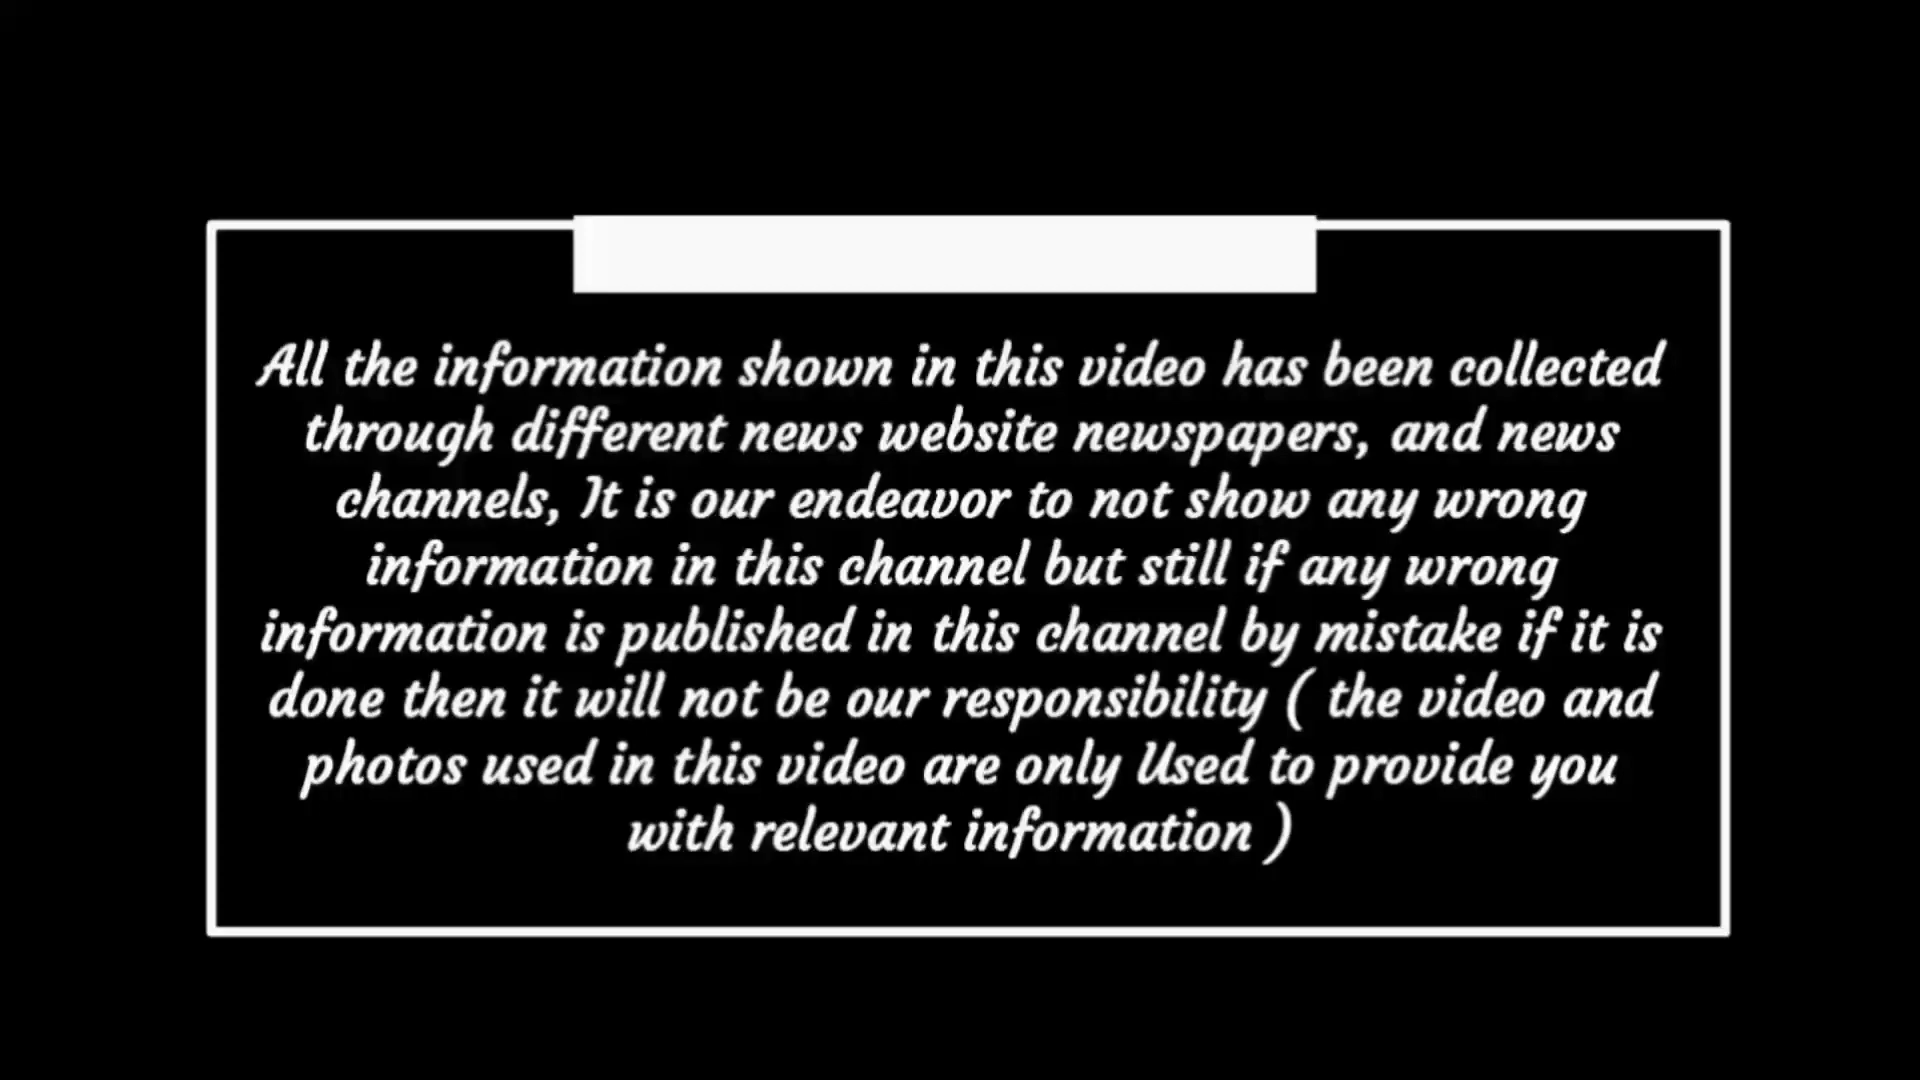 All the information shown in this video has been collected
through different news website newspapers, and news
channels, It is our endeavor to not show any wrong
information in this channel but still if any wrong
information is published in this channel by mistake if it is
done then it will not be our responsibility ( the video and
photos used in this video are only Used to provide you
with relevant information )